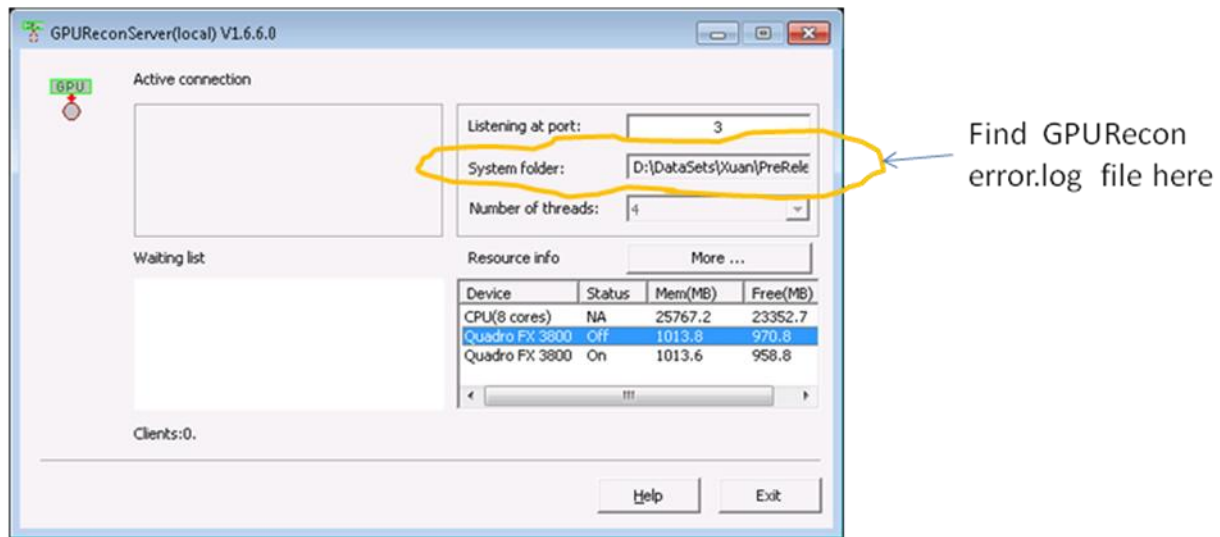 GPUReconServer(local) V1.6.6.0
GPU
Active connection
Listening at port: 3
System folder: D:\DataSets\Xuan\PreRele
Number of threads: 4
Find GPURecon
error.log file here
Waiting list
Resource info More ...
Device Status Mem(MB) Free(MB)
CPU(8 cores) NA 25767.2 23352.7
Quadro FX 3800 Off 1013.8 970.8
Quadro FX 3800 On 1013.6 958.8
Clients:0.
Help Exit